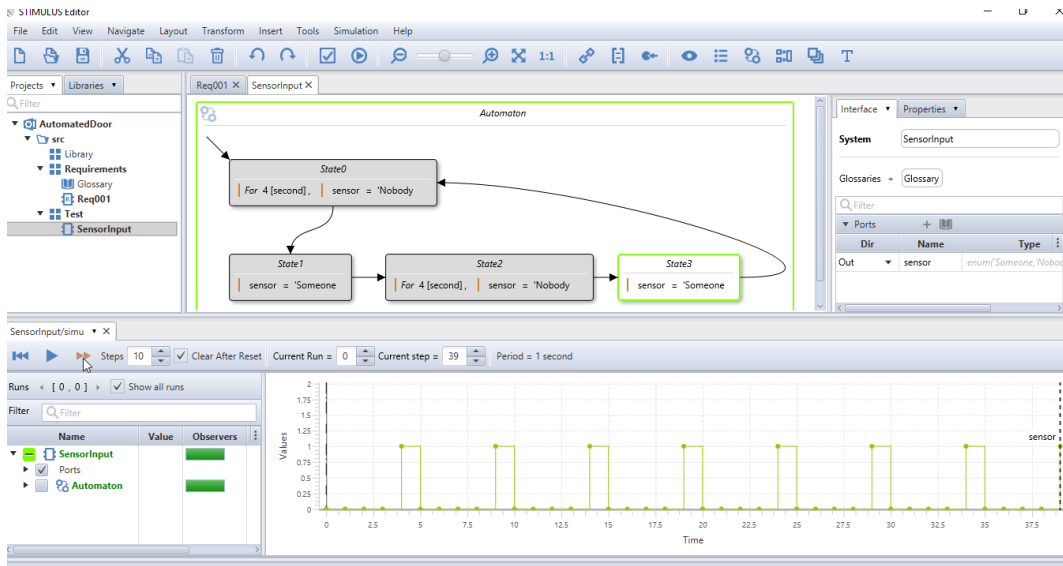 STIMULUS Editor
File Edit View Navigate Layout Transform Insert Tools Simulation Help
1:1 T
Projects Libraries
Filter
AutomatedDoor
src
Library
Requirements
Glossary
Req001
Test
SensorInput
Req001 SensorInput
Automaton
State0
For 4 [second], sensor = 'Nobody
State1
sensor = 'Someone
State2
For 4 [second], sensor = 'Nobody
State3
sensor = 'Someone
Interface Properties
System SensorInput
Glossaries + Glossary
Filter
Ports +
Dir Name Type
Out sensor enum('Someone,'Nobod
SensorInput/simu
Steps 10 Clear After Reset Current Run = 0 Current step = 39 Period = 1 second
Runs [ 0 , 0 ] Show all runs
Filter Filter
Name Value Observers
SensorInput
Ports
Automaton
Values
2
1.75
1.5
1.25
1
0.75
0.5
0.25
0
sensor
0 2.5 5 7.5 10 12.5 15 17.5 20 22.5 25 27.5 30 32.5 35 37.5
Time